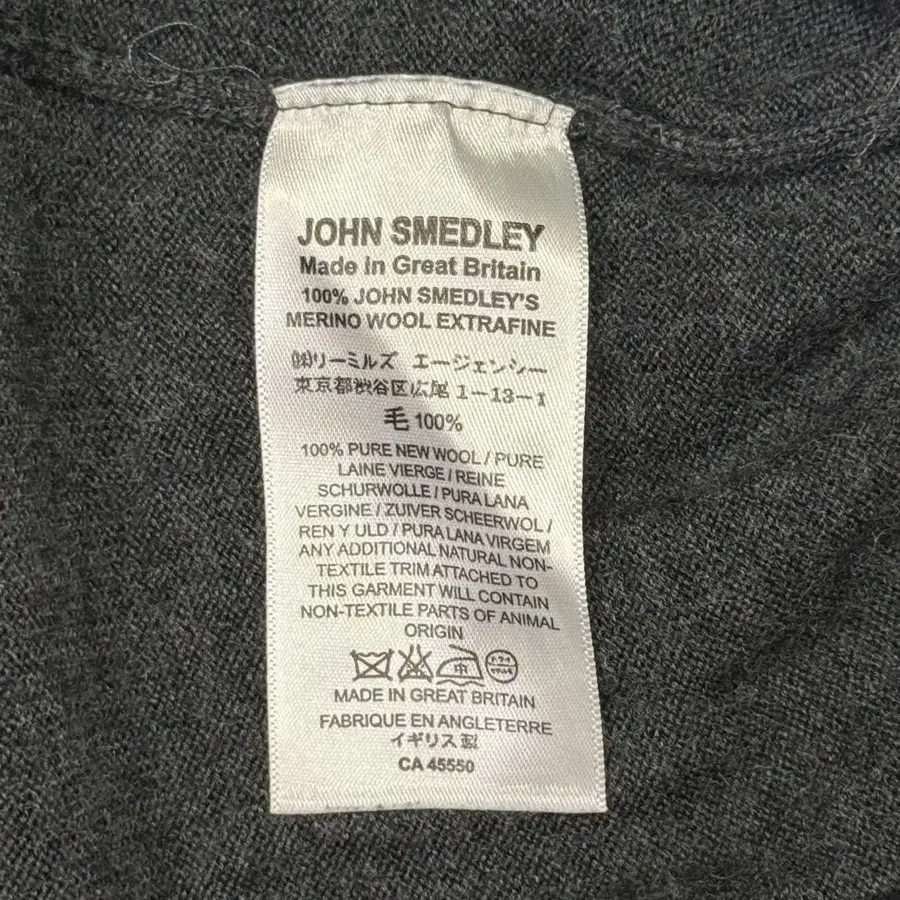 JOHN SMEDLEY
Made in Great Britain
100% JOHN SMEDLEY'S
MERINO WOOL EXTRAFINE
㈱リーミルズ エージェンシー
東京都渋谷区広尾 1-13-1
毛 100%
100% PURE NEW WOOL / PURE
LAINE VIERGE / REINE
SCHURWOLLE / PURA LANA
VERGINE / ZUIVER SCHEERWOL /
REN Y ULD / PURA LANA VIRGEM
ANY ADDITIONAL NATURAL NON-
TEXTILE TRIM ATTACHED TO
THIS GARMENT WILL CONTAIN
NON-TEXTILE PARTS OF ANIMAL
ORIGIN
ドライ
MADE IN GREAT BRITAIN
FABRIQUE EN ANGLETERRE
イギリス製
CA 45550